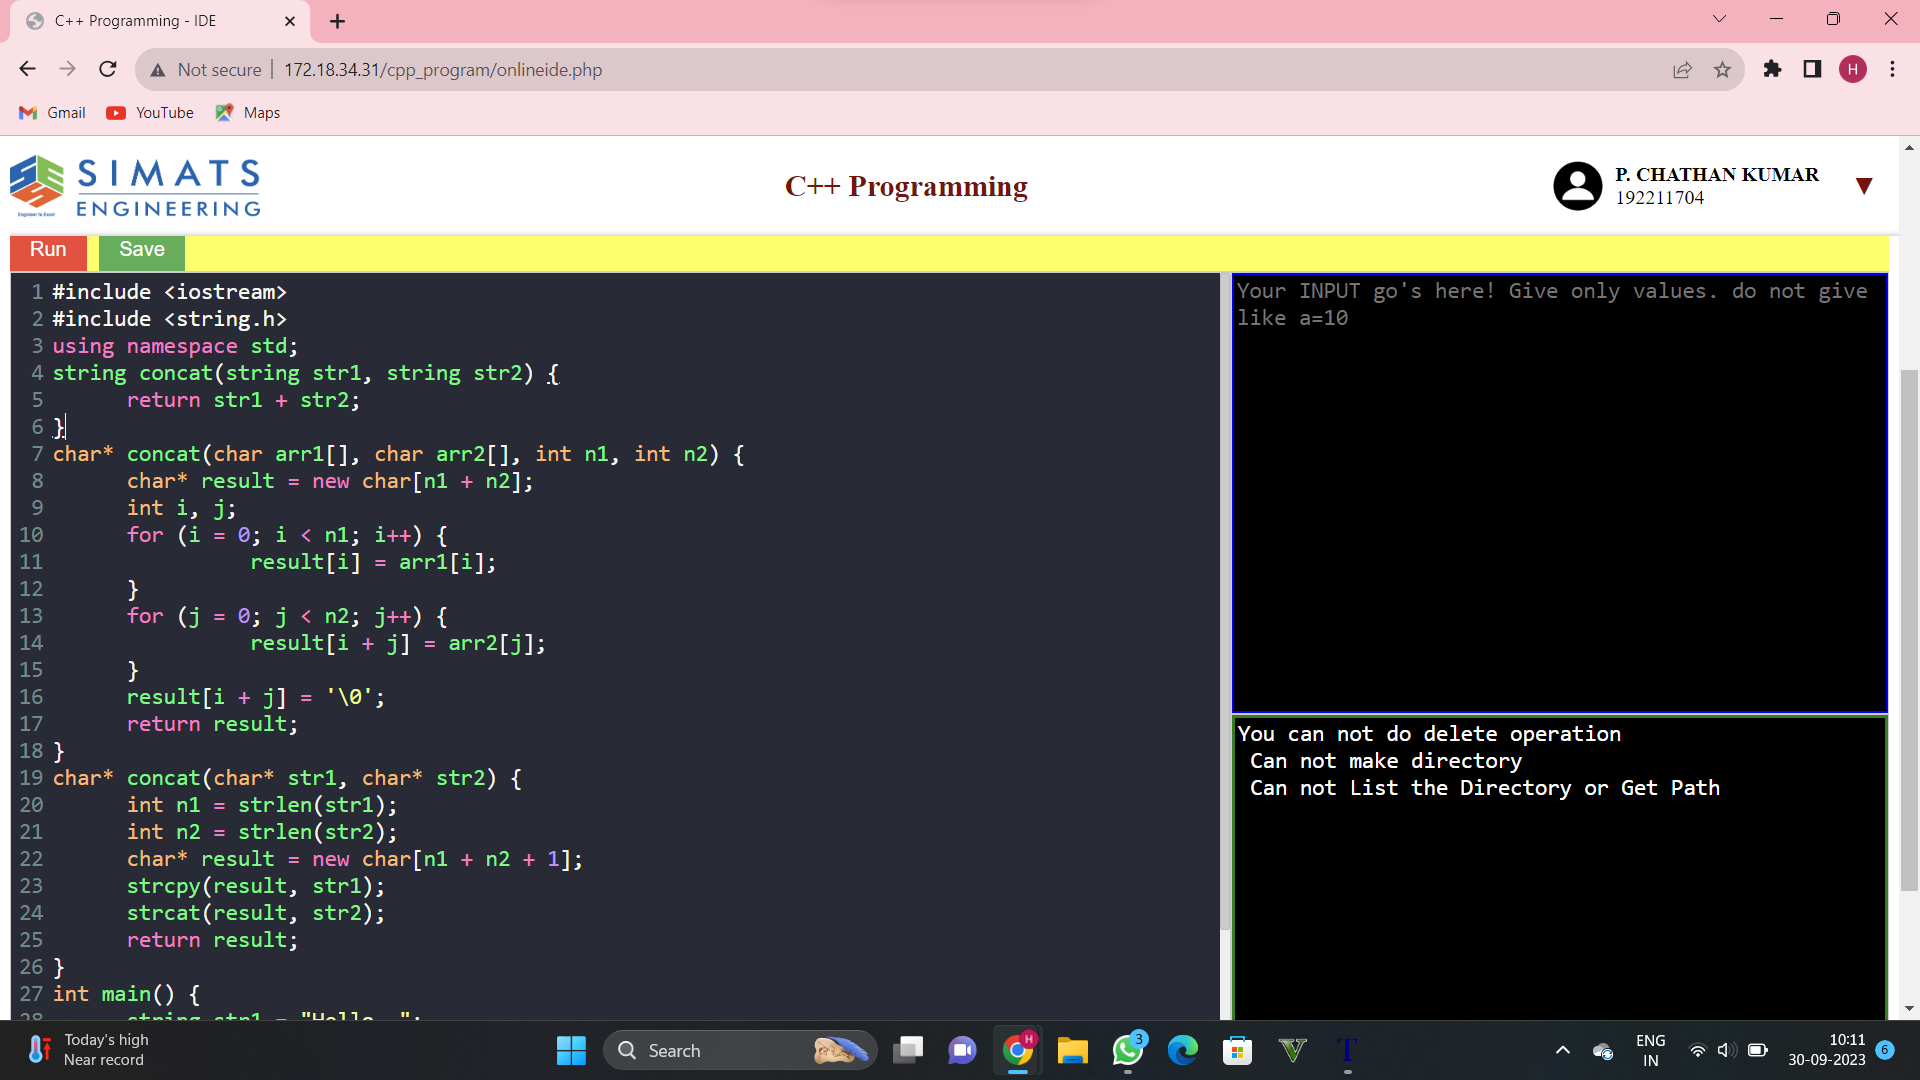 C++ Programming - IDE
Not secure
172.18.34.31/cpp_program/onlineide.php
H
Gmail
YouTube
Maps
SIMATS
ENGINEERING
Engineer to Excel
C++ Programming
P. CHATHAN KUMAR
192211704
Run
Save
1 #include <iostream>
2 #include <string.h>
3 using namespace std;
4 string concat(string str1, string str2) {
5 return str1 + str2;
6 }
7 char* concat(char arr1[], char arr2[], int n1, int n2) {
8 char* result = new char[n1 + n2];
9 int i, j;
10 for (i = 0; i < n1; i++) {
11 result[i] = arr1[i];
12 }
13 for (j = 0; j < n2; j++) {
14 result[i + j] = arr2[j];
15 }
16 result[i + j] = '\0';
17 return result;
18 }
19 char* concat(char* str1, char* str2) {
20 int n1 = strlen(str1);
21 int n2 = strlen(str2);
22 char* result = new char[n1 + n2 + 1];
23 strcpy(result, str1);
24 strcat(result, str2);
25 return result;
26 }
27 int main() {
28 string str1 = "Hello, ";
Your INPUT go's here! Give only values. do not give
like a=10
You can not do delete operation
Can not make directory
Can not List the Directory or Get Path
Today's high
Near record
Search
H
3
V
T
ENG
IN
10:11
30-09-2023
6